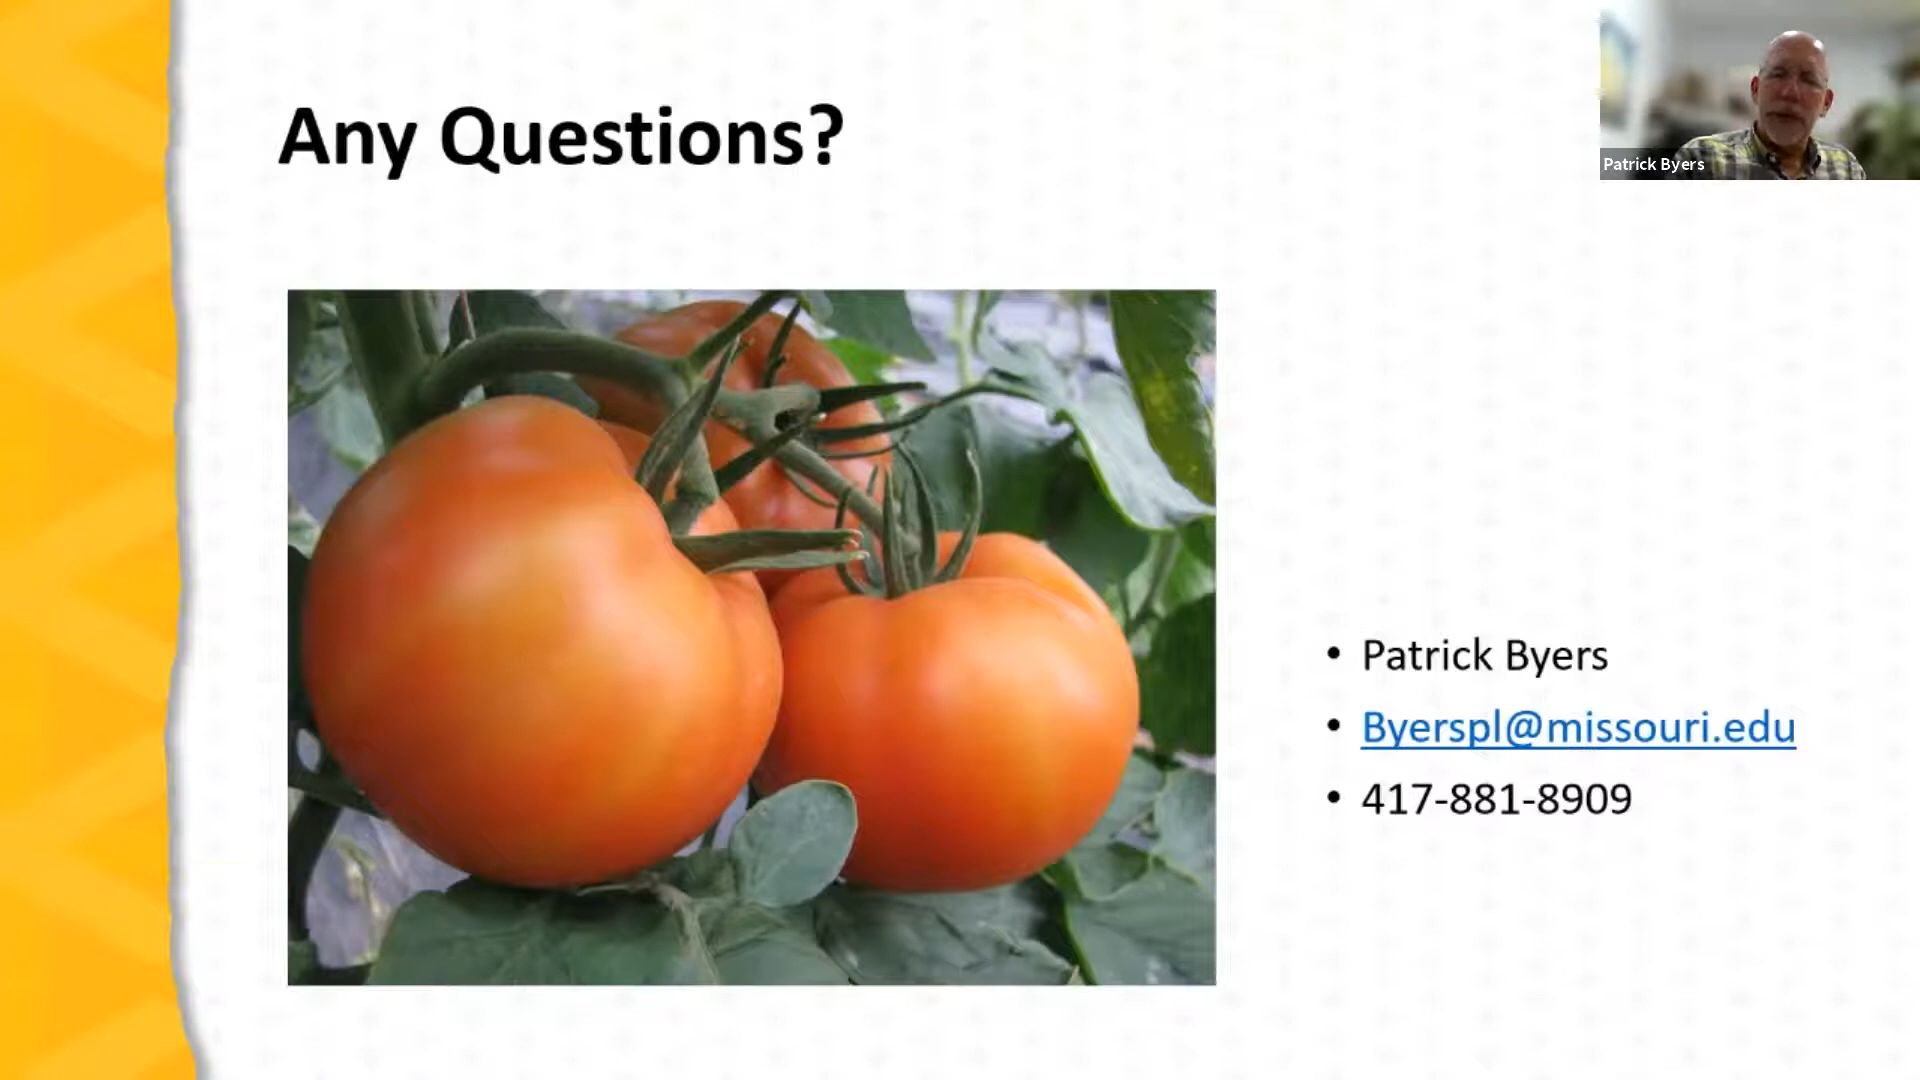 Any Questions?
Patrick Byers
• Patrick Byers
• Byerspl@missouri.edu
• 417-881-8909